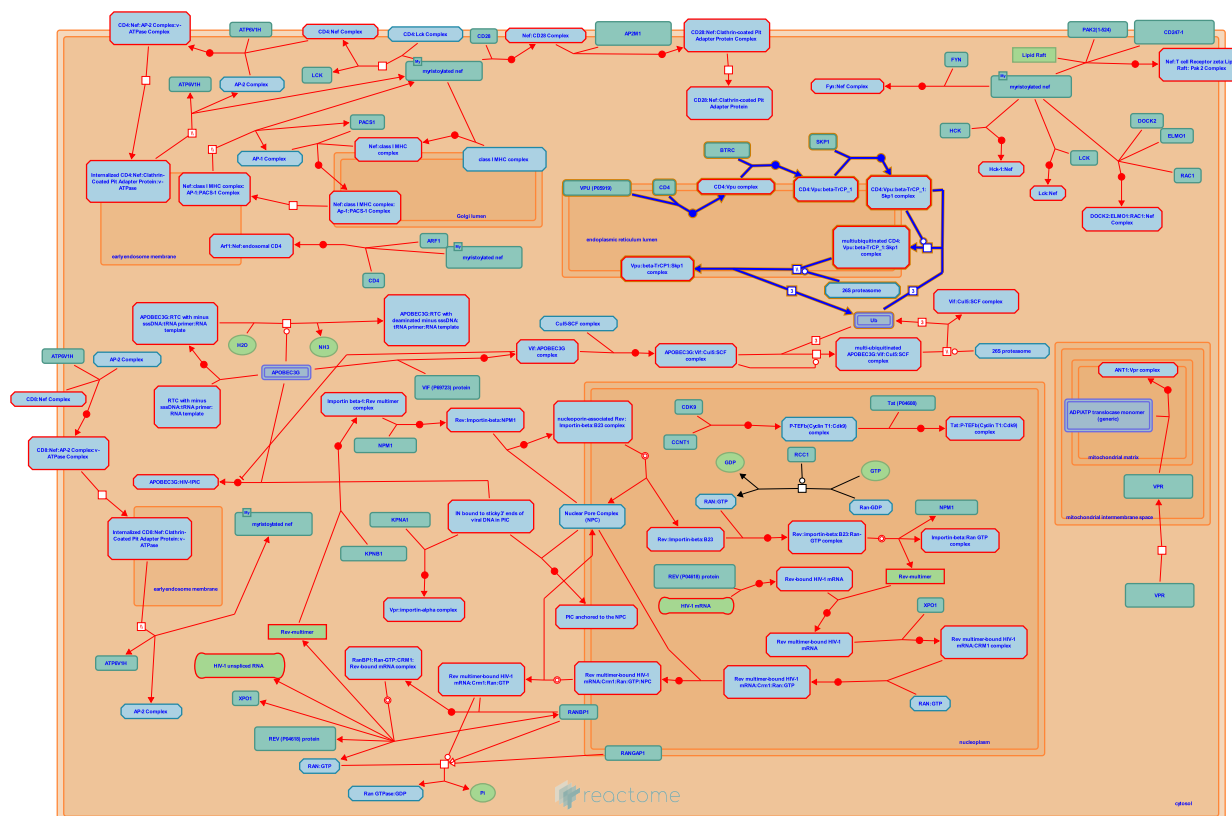 CD4:Nef:AP-2 Complex:v-
ATPase Complex
ATP6V1H
CD4:Nef Complex
CD4:Lck Complex
CD28
Nef:CD28 Complex
AP2M1
CD28:Nef:Clathrin-coated Pit
Adapter Protein Complex
PAK2(1-524)
CD247-1
LCK
My
myristoylated nef
ATP6V1H
AP-2 Complex
CD28:Nef:Clathrin-coated Pit
Adapter Protein
FYN
Lipid Raft
Nef:T cell Receptor zeta:Lip
Raft: Pak 2 Complex
Fyn:Nef Complex
My
myristoylated nef
PACS1
AP-1 Complex
Nef:class I MHC
complex
class I MHC complex
HCK
Hck-1:Nef
LCK
Lck:Nef
DOCK2
ELMO1
RAC1
DOCK2:ELMO1:RAC1:Nef
Complex
Internalized CD4:Nef:Clathrin-
Coated Pit Adapter Protein:v-
ATPase
Nef:class I MHC complex:
AP-1:PACS-1 Complex
Nef:class I MHC complex:
Ap-1:PACS-1 Complex
Golgi lumen
early endosome membrane
BTRC
SKP1
VPU (P05919)
CD4
CD4:Vpu complex
CD4:Vpu:beta-TrCP_1
CD4:Vpu:beta-TrCP_1:
Skp1 complex
endoplasmic reticulum lumen
multiubiquitinated CD4:
Vpu:beta-TrCP_1:Skp1
complex
Vpu:beta-TrCP1:Skp1
complex
26S proteasome
3
3
Ub
Arf1:Nef:endosomal CD4
ARF1
My
myristoylated nef
CD4
APOBEC3G:RTC with minus
sssDNA:tRNA primer:RNA
template
H2O
NH3
APOBEC3G:RTC with
deaminated minus sssDNA:
tRNA primer:RNA template
APOBEC3G
RTC with minus
sssDNA:tRNA primer:
RNA template
VIF (P69723) protein
Vif:APOBEC3G
complex
Cul5-SCF complex
APOBEC3G:Vif:Cul5:SCF
complex
3
3
multi-ubiquitinated
APOBEC3G:Vif:Cul5:SCF
complex
Vif:Cul5:SCF complex
26S proteasome
ATP6V1H
AP-2 Complex
CD8:Nef Complex
CD8:Nef:AP-2 Complex:v-
ATPase Complex
APOBEC3G:HIV-1PIC
Importin beta-1:Rev multimer
complex
NPM1
Rev:Importin-beta:NPM1
nucleoporin-associated Rev:
Importin-beta:B23 complex
CDK9
CCNT1
P-TEFb(Cyclin T1:Cdk9)
complex
Tat (P04608)
Tat:P-TEFb(Cyclin T1:Cdk9)
complex
ANT1:Vpr complex
ADP/ATP translocase monomer
(generic)
mitochondrial matrix
VPR
mitochondrial intermembrane space
VPR
GDP
RCC1
GTP
RAN:GTP
Ran-GDP
Internalized CD8:Nef:Clathrin-
Coated Pit Adapter Protein:v-
ATPase
early endosome membrane
My
myristoylated nef
KPNA1
KPNB1
IN bound to sticky 3' ends of
viral DNA in PIC
Nuclear Pore Complex
(NPC)
Rev:Importin-beta:B23
Rev:Importin-beta:B23:Ran-
GTP complex
NPM1
Importin-beta:Ran GTP
complex
Vpr:importin-alpha complex
PIC anchored to the NPC
REV (P04618) protein
HIV-1 mRNA
Rev-bound HIV-1 mRNA
Rev-multimer
XPO1
Rev multimer-bound HIV-1
mRNA
Rev multimer-bound HIV-1
mRNA:CRM1 complex
ATP6V1H
AP-2 Complex
Rev-multimer
HIV-1 unspliced RNA
XPO1
REV (P04618) protein
RAN:GTP
RanBP1:Ran-GTP:CRM1:
Rev-bound mRNA complex
Rev multimer-bound HIV-1
mRNA:Crm1:Ran:GTP
Rev multimer-bound HIV-1
mRNA:Crm1:Ran:GTP:NPC
Rev multimer-bound HIV-1
mRNA:Crm1:Ran:GTP
RAN:GTP
RANBP1
RANGAP1
nucleoplasm
Ran GTPase:GDP
Pi
reactome
cytosol